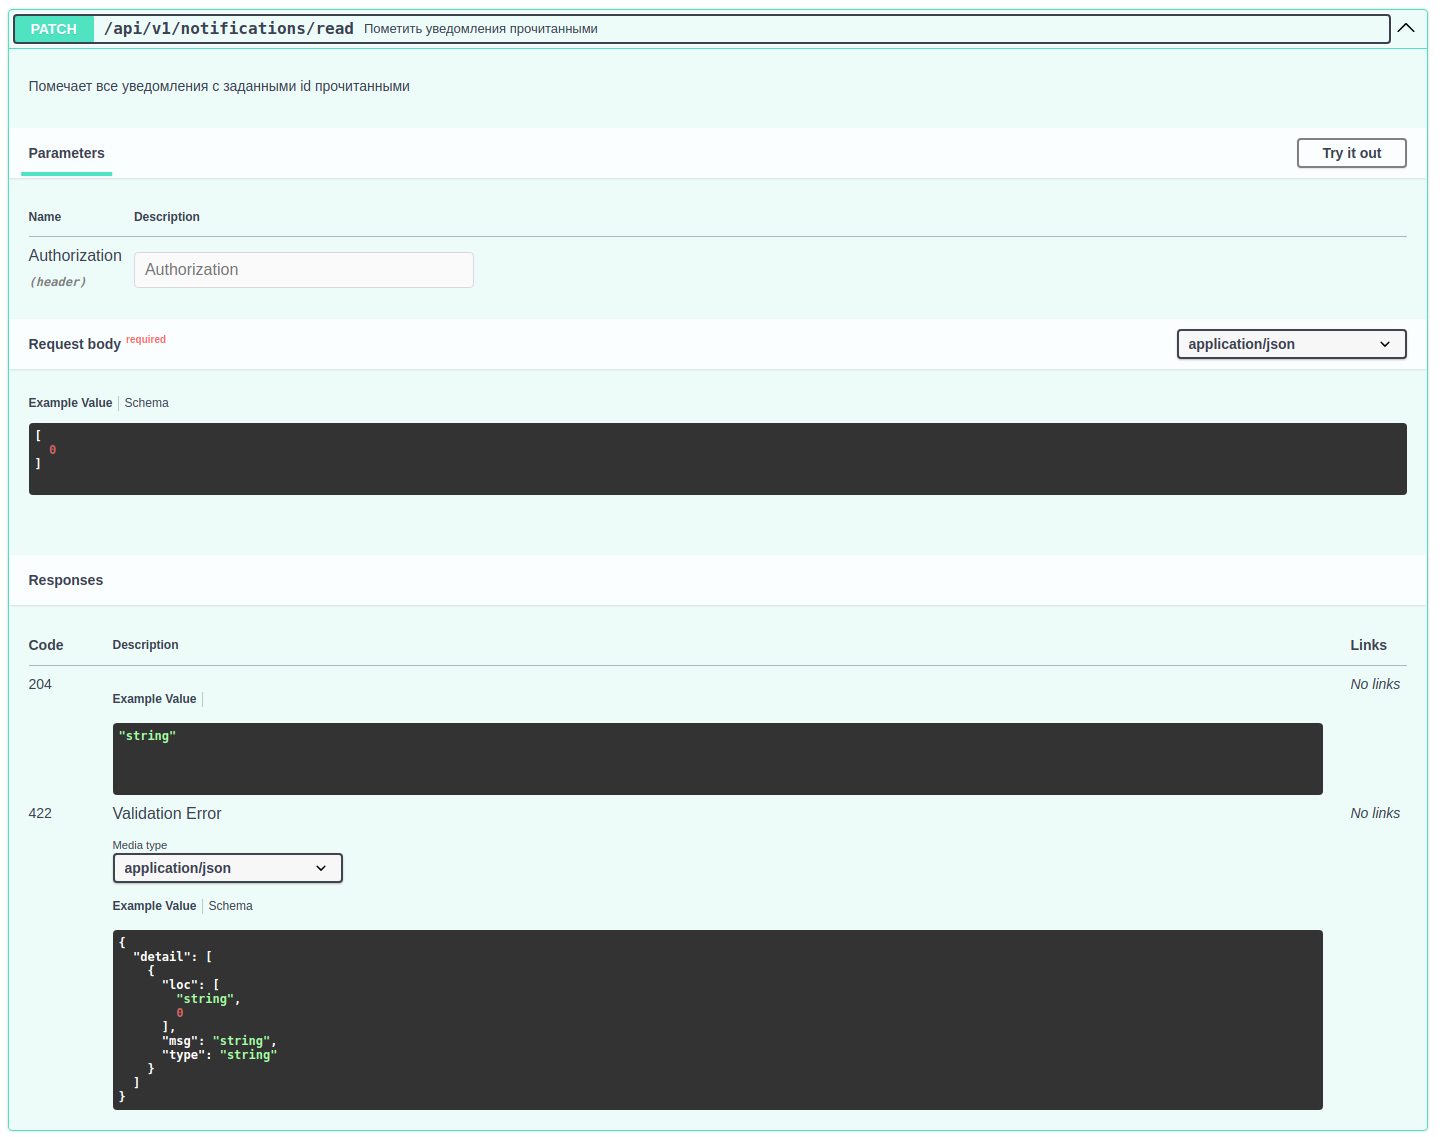 PATCH /api/v1/notifications/read Пометить уведомления прочитанными
Помечает все уведомления с заданными id прочитанными
Parameters
Try it out
Name Description
Authorization
(header)
Authorization
Request body required
application/json
Example Value Schema
[
  0
]
Responses
Code Description Links
204 No links
Example Value
"string"
422 Validation Error No links
Media type
application/json
Example Value Schema
{
  "detail": [
    {
      "loc": [
        "string",
        0
      ],
      "msg": "string",
      "type": "string"
    }
  ]
}